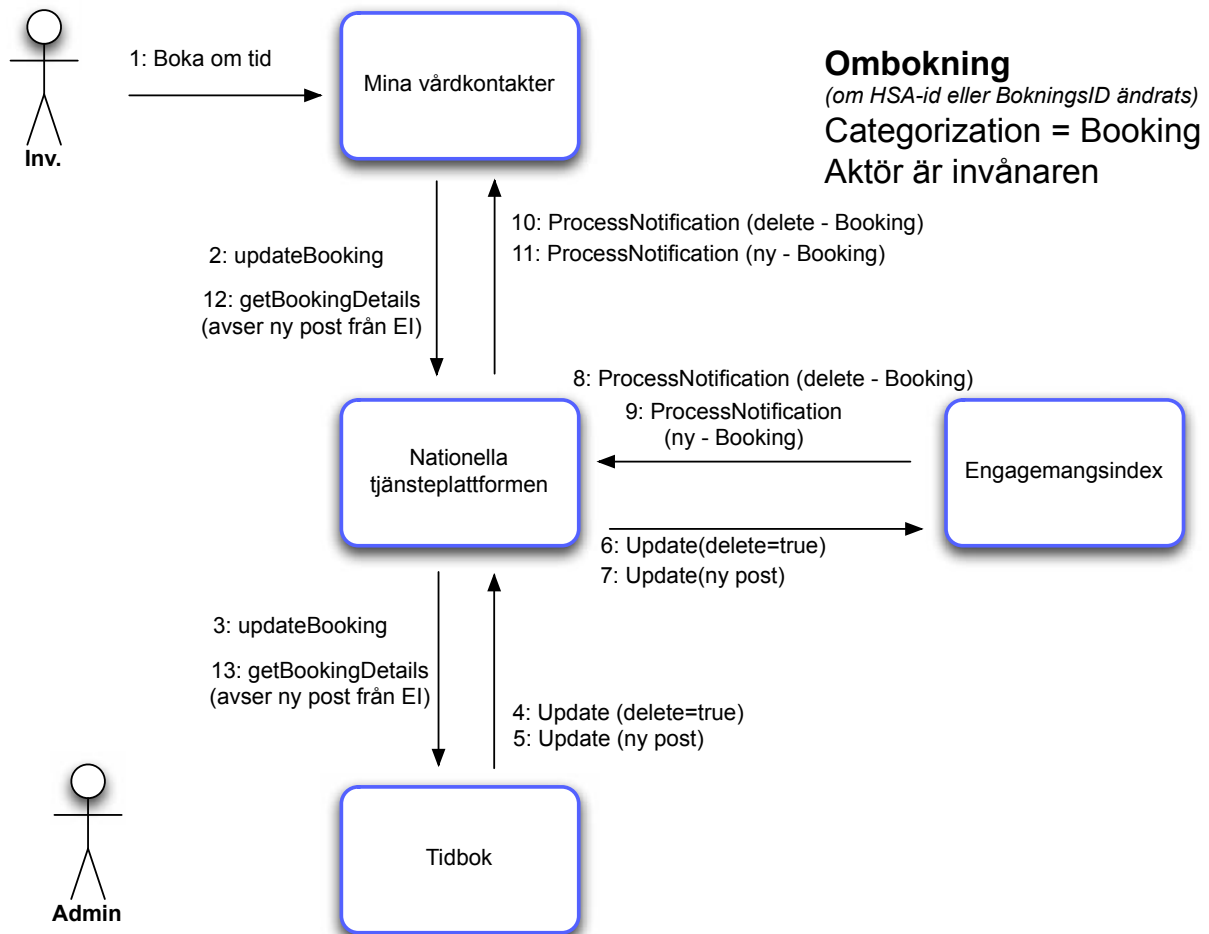 1: Boka om tid
Inv.
Mina vårdkontakter
Ombokning
(om HSA-id eller BokningsID ändrats)
Categorization = Booking
Aktör är invånaren
10: ProcessNotification (delete - Booking)
11: ProcessNotification (ny - Booking)
2: updateBooking
12: getBookingDetails
(avser ny post från EI)
8: ProcessNotification (delete - Booking)
9: ProcessNotification
(ny - Booking)
Nationella
tjänsteplattformen
Engagemangsindex
6: Update(delete=true)
7: Update(ny post)
3: updateBooking
13: getBookingDetails
(avser ny post från EI)
4: Update (delete=true)
5: Update (ny post)
Tidbok
Admin